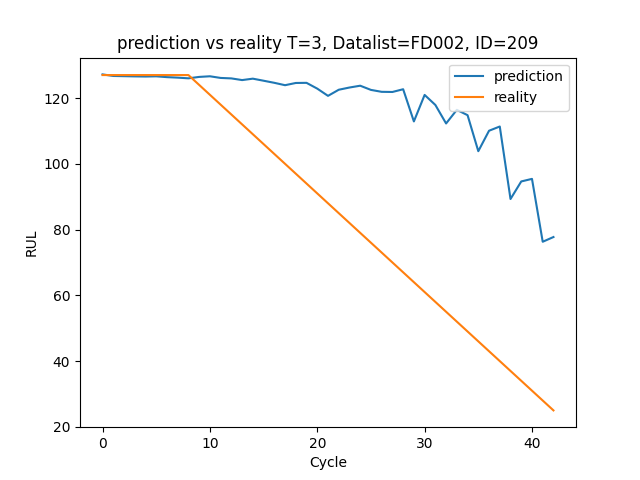 prediction vs reality T=3, Datalist=FD002, ID=209
prediction
reality
120
100
80
60
40
20
RUL
0 10 20 30 40
Cycle